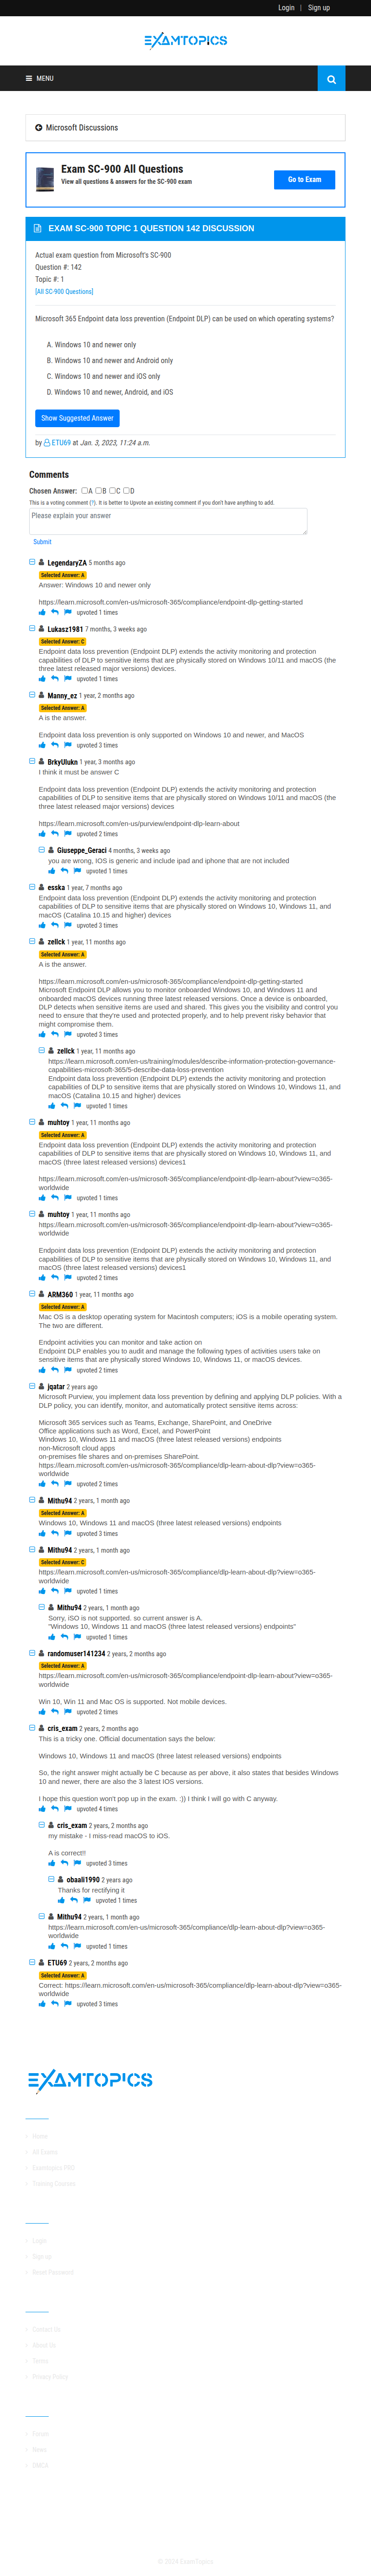 Login | Sign up
EXAMTOPICS
MENU
Microsoft Discussions
Exam SC-900 All Questions
View all questions & answers for the SC-900 exam
Go to Exam
EXAM SC-900 TOPIC 1 QUESTION 142 DISCUSSION
Actual exam question from Microsoft's SC-900
Question #: 142
Topic #: 1
[All SC-900 Questions]
Microsoft 365 Endpoint data loss prevention (Endpoint DLP) can be used on which operating systems?
A. Windows 10 and newer only
B. Windows 10 and newer and Android only
C. Windows 10 and newer and iOS only
D. Windows 10 and newer, Android, and iOS
Show Suggested Answer
by ETU69 at Jan. 3, 2023, 11:24 a.m.
Comments
Chosen Answer: A B C D
This is a voting comment (?). It is better to Upvote an existing comment if you don't have anything to add.
Please explain your answer
Submit
LegendaryZA 5 months ago
Selected Answer: A
Answer: Windows 10 and newer only
https://learn.microsoft.com/en-us/microsoft-365/compliance/endpoint-dlp-getting-started
upvoted 1 times
Lukasz1981 7 months, 3 weeks ago
Selected Answer: C
Endpoint data loss prevention (Endpoint DLP) extends the activity monitoring and protection
capabilities of DLP to sensitive items that are physically stored on Windows 10/11 and macOS (the
three latest released major versions) devices.
upvoted 1 times
Manny_ez 1 year, 2 months ago
Selected Answer: A
A is the answer.
Endpoint data loss prevention is only supported on Windows 10 and newer, and MacOS
upvoted 3 times
BrkyUlukn 1 year, 3 months ago
I think it must be answer C
Endpoint data loss prevention (Endpoint DLP) extends the activity monitoring and protection
capabilities of DLP to sensitive items that are physically stored on Windows 10/11 and macOS (the
three latest released major versions) devices
https://learn.microsoft.com/en-us/purview/endpoint-dlp-learn-about
upvoted 2 times
Giuseppe_Geraci 4 months, 3 weeks ago
you are wrong, IOS is generic and include ipad and iphone that are not included
upvoted 1 times
esska 1 year, 7 months ago
Endpoint data loss prevention (Endpoint DLP) extends the activity monitoring and protection
capabilities of DLP to sensitive items that are physically stored on Windows 10, Windows 11, and
macOS (Catalina 10.15 and higher) devices
upvoted 3 times
zellck 1 year, 11 months ago
Selected Answer: A
A is the answer.
https://learn.microsoft.com/en-us/microsoft-365/compliance/endpoint-dlp-getting-started
Microsoft Endpoint DLP allows you to monitor onboarded Windows 10, and Windows 11 and
onboarded macOS devices running three latest released versions. Once a device is onboarded,
DLP detects when sensitive items are used and shared. This gives you the visibility and control you
need to ensure that they're used and protected properly, and to help prevent risky behavior that
might compromise them.
upvoted 3 times
zellck 1 year, 11 months ago
https://learn.microsoft.com/en-us/training/modules/describe-information-protection-governance-
capabilities-microsoft-365/5-describe-data-loss-prevention
Endpoint data loss prevention (Endpoint DLP) extends the activity monitoring and protection
capabilities of DLP to sensitive items that are physically stored on Windows 10, Windows 11, and
macOS (Catalina 10.15 and higher) devices
upvoted 1 times
muhtoy 1 year, 11 months ago
Selected Answer: A
Endpoint data loss prevention (Endpoint DLP) extends the activity monitoring and protection
capabilities of DLP to sensitive items that are physically stored on Windows 10, Windows 11, and
macOS (three latest released versions) devices1
https://learn.microsoft.com/en-us/microsoft-365/compliance/endpoint-dlp-learn-about?view=o365-
worldwide
upvoted 1 times
muhtoy 1 year, 11 months ago
https://learn.microsoft.com/en-us/microsoft-365/compliance/endpoint-dlp-learn-about?view=o365-
worldwide
Endpoint data loss prevention (Endpoint DLP) extends the activity monitoring and protection
capabilities of DLP to sensitive items that are physically stored on Windows 10, Windows 11, and
macOS (three latest released versions) devices1
upvoted 2 times
ARM360 1 year, 11 months ago
Selected Answer: A
Mac OS is a desktop operating system for Macintosh computers; iOS is a mobile operating system.
The two are different.
Endpoint activities you can monitor and take action on
Endpoint DLP enables you to audit and manage the following types of activities users take on
sensitive items that are physically stored Windows 10, Windows 11, or macOS devices.
upvoted 2 times
jqatar 2 years ago
Microsoft Purview, you implement data loss prevention by defining and applying DLP policies. With a
DLP policy, you can identify, monitor, and automatically protect sensitive items across:
Microsoft 365 services such as Teams, Exchange, SharePoint, and OneDrive
Office applications such as Word, Excel, and PowerPoint
Windows 10, Windows 11 and macOS (three latest released versions) endpoints
non-Microsoft cloud apps
on-premises file shares and on-premises SharePoint.
https://learn.microsoft.com/en-us/microsoft-365/compliance/dlp-learn-about-dlp?view=o365-
worldwide
upvoted 2 times
Mithu94 2 years, 1 month ago
Selected Answer: A
Windows 10, Windows 11 and macOS (three latest released versions) endpoints
upvoted 3 times
Mithu94 2 years, 1 month ago
Selected Answer: C
https://learn.microsoft.com/en-us/microsoft-365/compliance/dlp-learn-about-dlp?view=o365-
worldwide
upvoted 1 times
Mithu94 2 years, 1 month ago
Sorry, iSO is not supported. so current answer is A.
"Windows 10, Windows 11 and macOS (three latest released versions) endpoints"
upvoted 1 times
randomuser141234 2 years, 2 months ago
Selected Answer: A
https://learn.microsoft.com/en-us/microsoft-365/compliance/endpoint-dlp-learn-about?view=o365-
worldwide
Win 10, Win 11 and Mac OS is supported. Not mobile devices.
upvoted 2 times
cris_exam 2 years, 2 months ago
This is a tricky one. Official documentation says the below:
Windows 10, Windows 11 and macOS (three latest released versions) endpoints
So, the right answer might actually be C because as per above, it also states that besides Windows
10 and newer, there are also the 3 latest IOS versions.
I hope this question won't pop up in the exam. :)) I think I will go with C anyway.
upvoted 4 times
cris_exam 2 years, 2 months ago
my mistake - I miss-read macOS to iOS.
A is correct!!
upvoted 3 times
obaali1990 2 years ago
Thanks for rectifying it
upvoted 1 times
Mithu94 2 years, 1 month ago
https://learn.microsoft.com/en-us/microsoft-365/compliance/dlp-learn-about-dlp?view=o365-
worldwide
upvoted 1 times
ETU69 2 years, 2 months ago
Selected Answer: A
Correct: https://learn.microsoft.com/en-us/microsoft-365/compliance/dlp-learn-about-dlp?view=o365-
worldwide
upvoted 3 times
EXAMTOPICS
Home
All Exams
Examtopics PRO
Training Courses
Login
Signup
Reset Password
Contact Us
About Us
Terms
Privacy Policy
Forum
News
DMCA
© 2024 ExamTopics